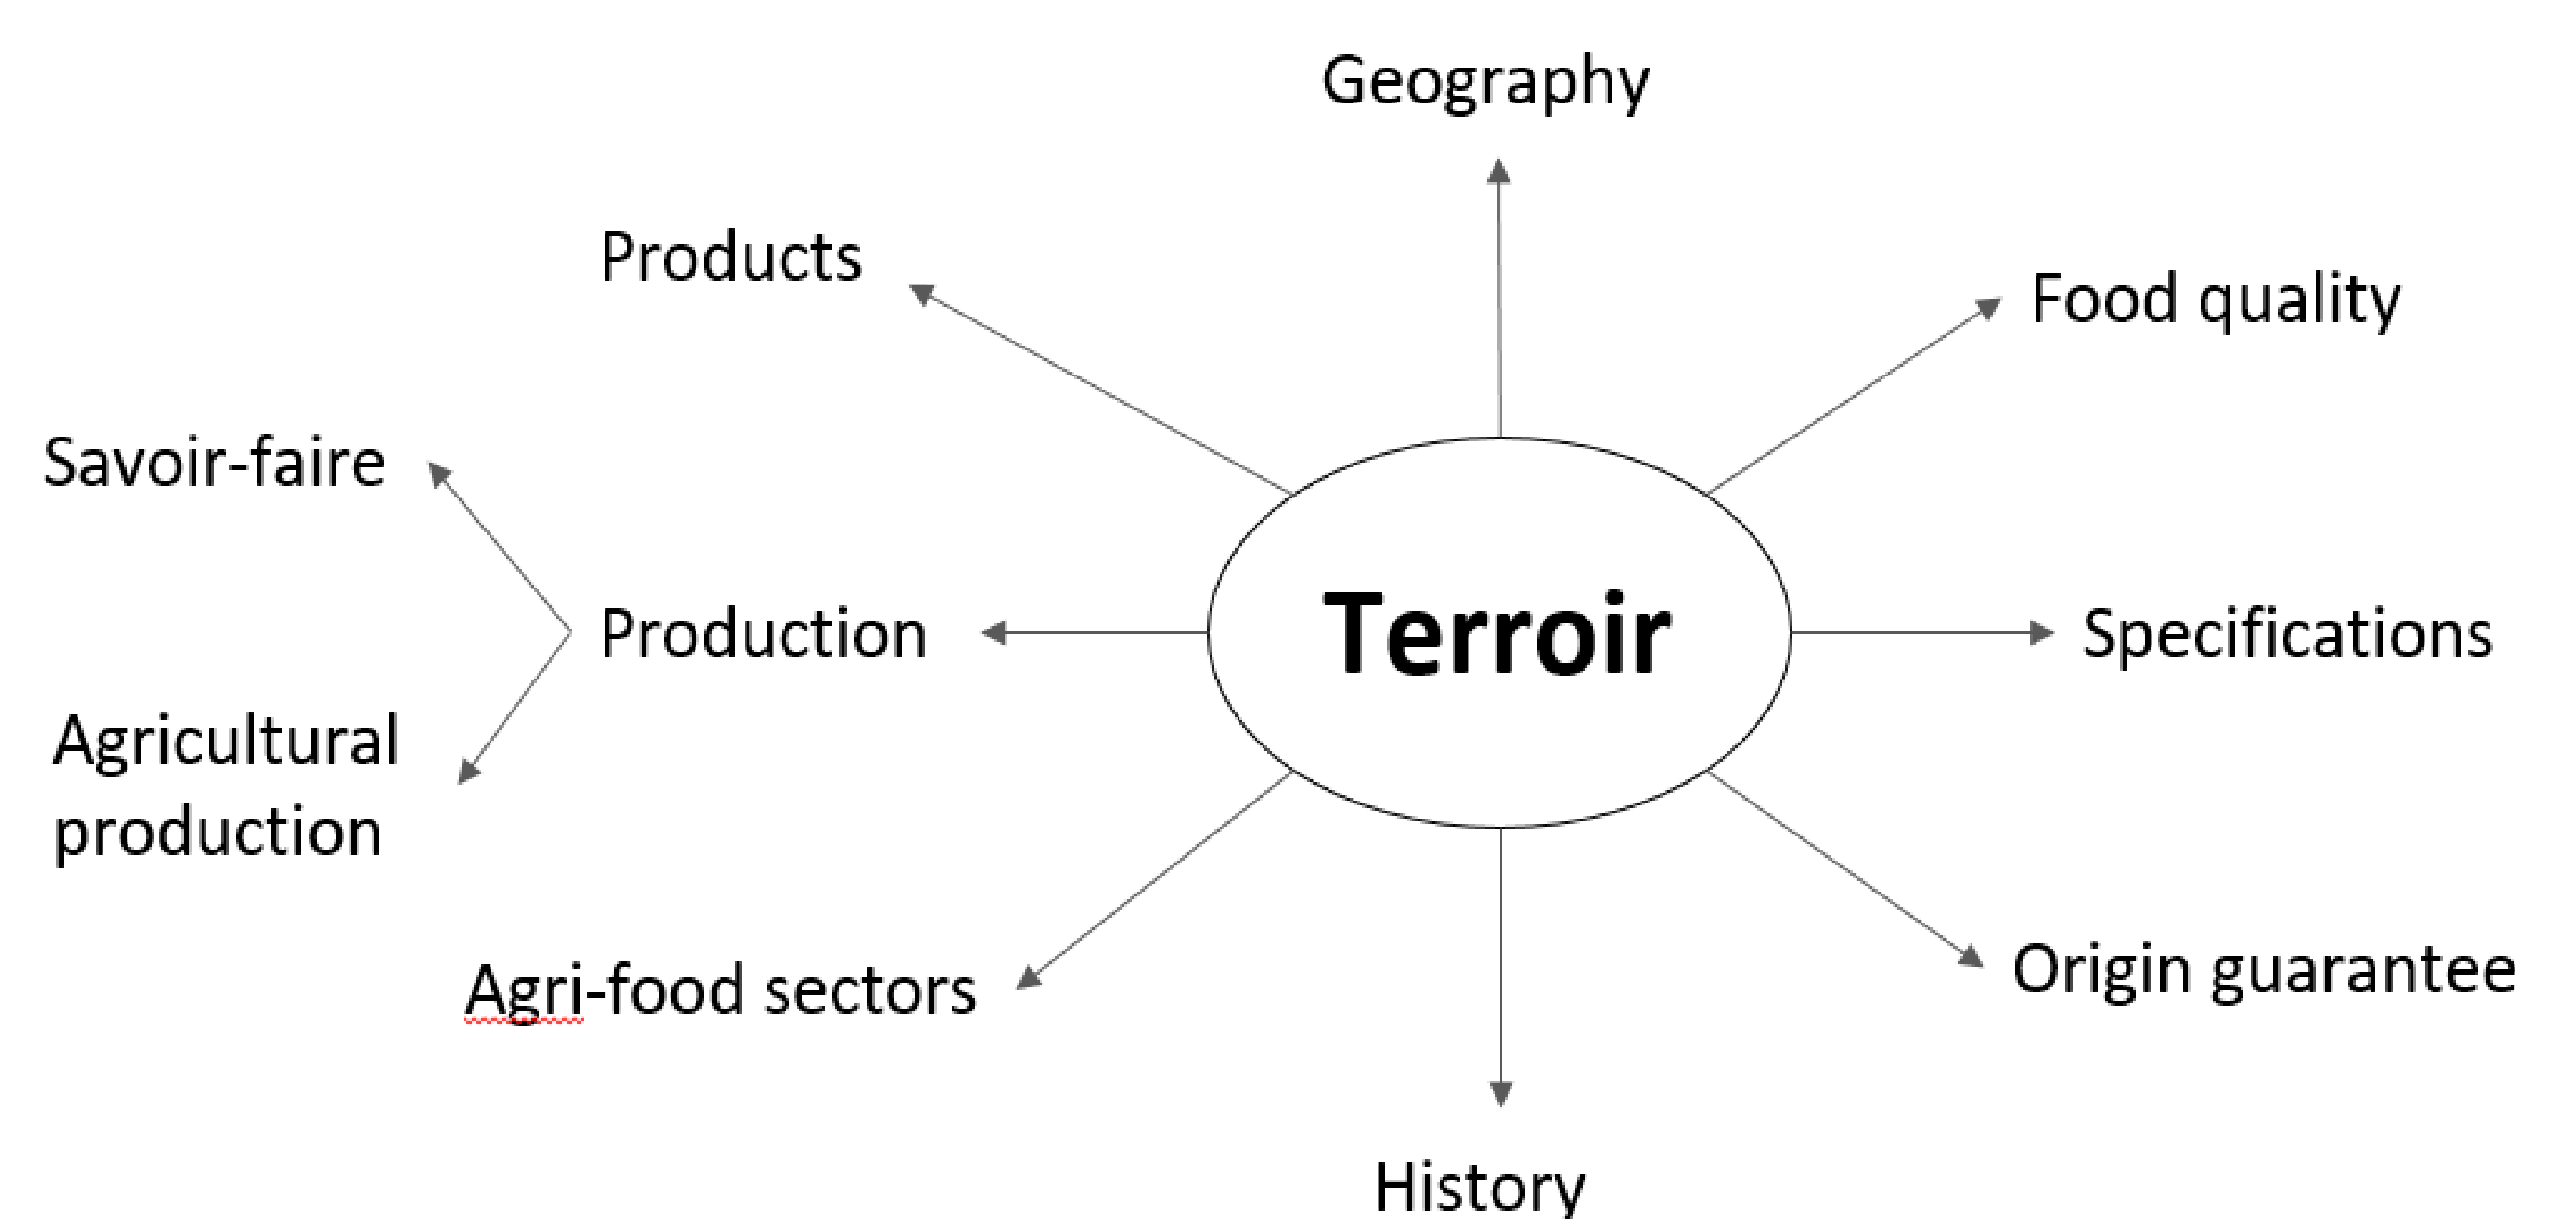 Geography
Products
Food quality
Savoir-faire
Terroir
Production
Specifications
Agricultural
production
Agri-food sectors
Origin guarantee
History